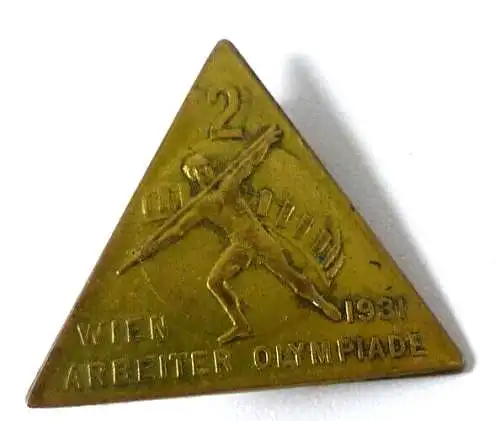 2
WIEN 1931
ARBEITER OLYMPIADE